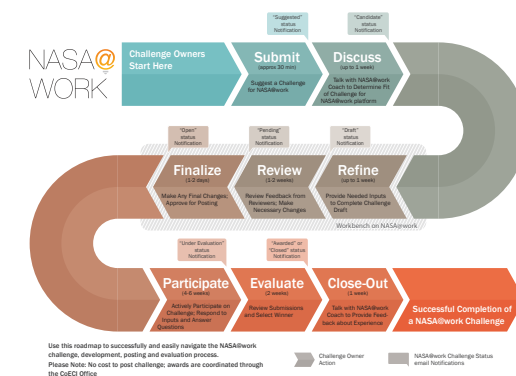 NASA@
WORK
Challenge Owners
Start Here
"Suggested"
status
Notification
Submit
(approx 20 min)
Suggest a Challenge
for NASA@work
"Candidate"
status
Notification
Discuss
(up to 1 week)
Talk with NASA@work
Coach to Determine Fit
of Challenge for
NASA@work platform
"Open"
status
Notification
Finalize
(1-2 days)
Make Any Final Changes;
Approve for Posting
"Pending"
status
Notification
Review
(1-2 weeks)
Review Feedback from
Reviewers; Make
Necessary Changes
"Draft"
status
Notification
Refine
(up to 1 week)
Provide Needed Inputs
to Complete Challenge
Draft
Workbench on NASA@work
"Under Evaluation"
status
Notification
Participate
(4-6 weeks)
Actively Participate on
Challenge; Respond to
Inputs and Answer
Questions
"Awarded" or
"Closed" status
Notification
Evaluate
(2 weeks)
Review Submissions
and Select Winner
Close-Out
(1 week)
Talk with NASA@work
Coach to Provide Feed-
back about Experience
Successful Completion of
a NASA@work Challenge
Use this roadmap to successfully and easily navigate the NASA@work
challenge, development, posting and evaluation process.
Please Note: No cost to post challenge; awards are coordinated through
the CoECI Office
Challenge Owner
Action
NASA@work Challenge Status
email Notifications